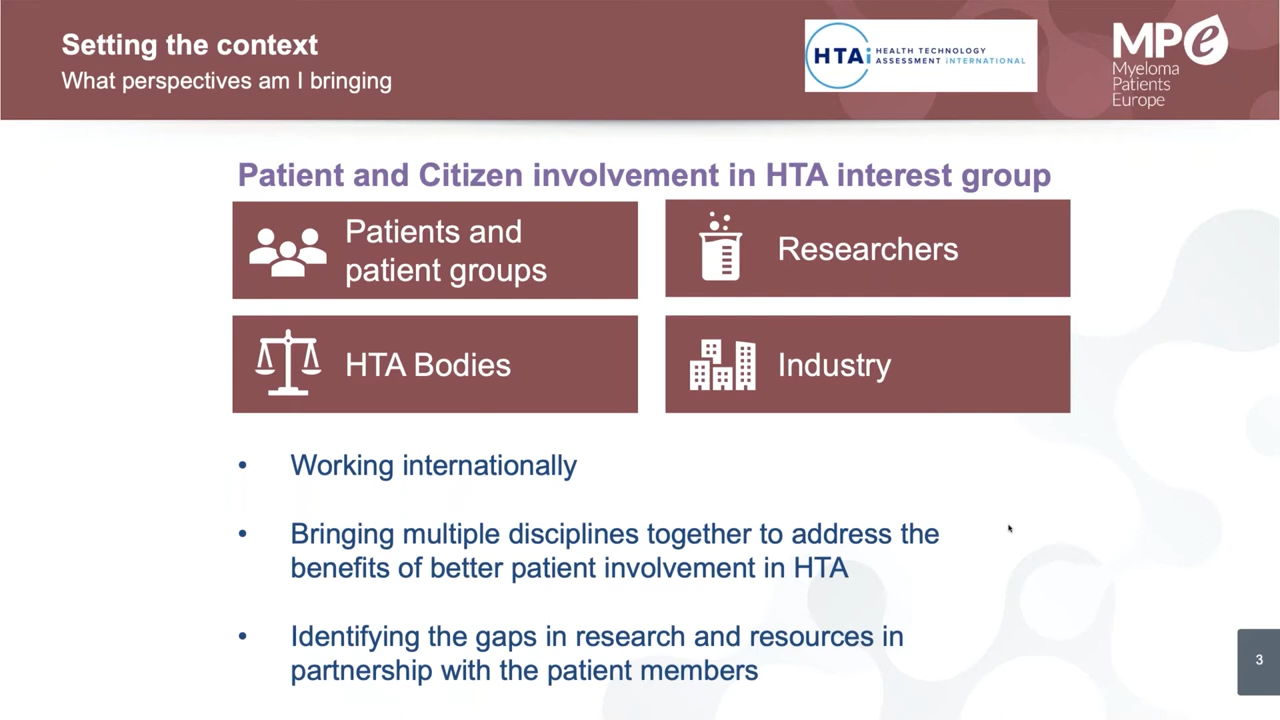 Setting the context
What perspectives am I bringing
HTAi
HEALTH TECHNOLOGY
ASSESSMENT iNTERNATIONAL
MPe
Myeloma
Patients
Europe
Patient and Citizen involvement in HTA interest group
Patients and
patient groups
Researchers
HTA Bodies
Industry
• Working internationally
• Bringing multiple disciplines together to address the
benefits of better patient involvement in HTA
• Identifying the gaps in research and resources in
partnership with the patient members
3